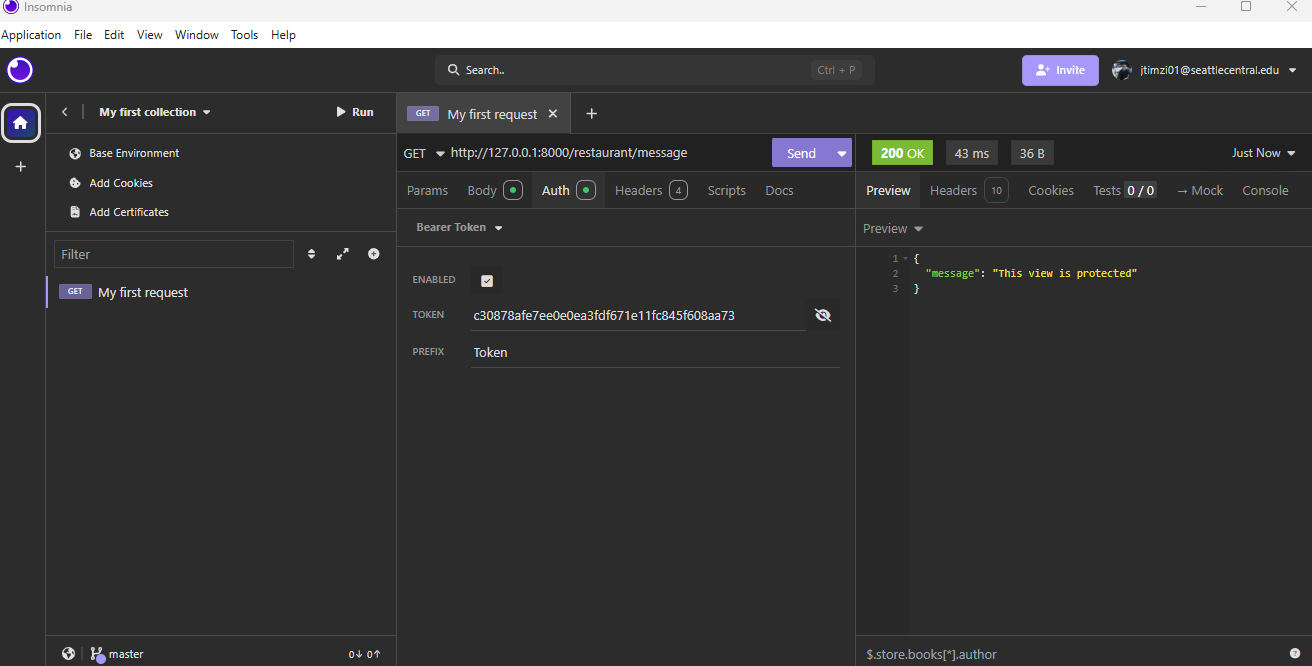 Insomnia
Application File Edit View Window Tools Help
Search.. Ctrl + P Invite jtimzi01@seattlecentral.edu
My first collection Run
GET My first request
Base Environment
Add Cookies
Add Certificates
Filter
GET My first request
master 0 0
GET http://127.0.0.1:8000/restaurant/message Send
Params Body Auth Headers 4 Scripts Docs
Bearer Token
ENABLED
TOKEN c30878afe7ee0e0ea3fdf671e11fc845f608aa73
PREFIX Token
200 OK 43 ms 36 B Just Now
Preview Headers 10 Cookies Tests 0 / 0 → Mock Console
Preview
1 {
2 "message": "This view is protected"
3 }
$.store.books[*].author